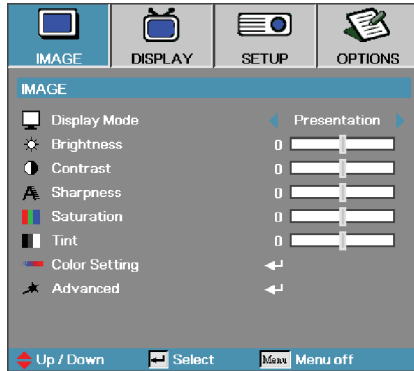 IMAGE DISPLAY SETUP OPTIONS
IMAGE
Display Mode Presentation
Brightness 0
Contrast 0
Sharpness 0
Saturation 0
Tint 0
Color Setting
Advanced
Up / Down Select Menu Menu off